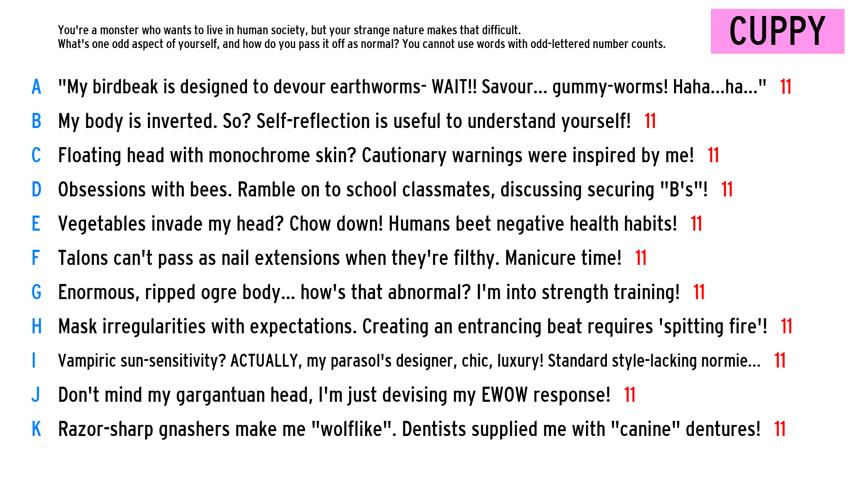 You're a monster who wants to live in human society, but your strange nature makes that difficult.
What's one odd aspect of yourself, and how do you pass it off as normal? You cannot use words with odd-lettered number counts.
CUPPY
A "My birdbeak is designed to devour earthworms- WAIT!! Savour... gummy-worms! Haha...ha..." 11
B My body is inverted. So? Self-reflection is useful to understand yourself! 11
C Floating head with monochrome skin? Cautionary warnings were inspired by me! 11
D Obsessions with bees. Ramble on to school classmates, discussing securing "B's"! 11
E Vegetables invade my head? Chow down! Humans beet negative health habits! 11
F Talons can't pass as nail extensions when they're filthy. Manicure time! 11
G Enormous, ripped ogre body... how's that abnormal? I'm into strength training! 11
H Mask irregularities with expectations. Creating an entrancing beat requires 'spitting fire'! 11
I Vampiric sun-sensitivity? ACTUALLY, my parasol's designer, chic, luxury! Standard style-lacking normie... 11
J Don't mind my gargantuan head, I'm just devising my EWOW response! 11
K Razor-sharp gnashers make me "wolflike". Dentists supplied me with "canine" dentures! 11